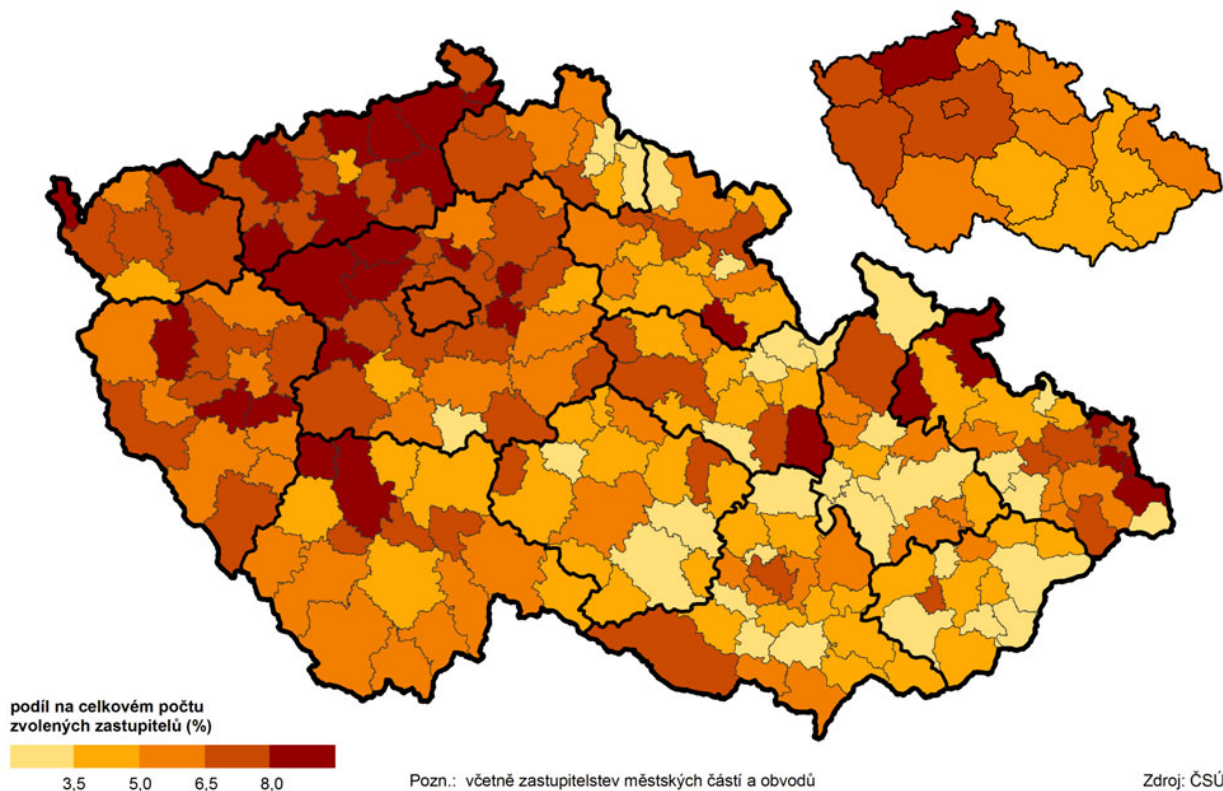 podíl na celkovém počtu
zvolených zastupitelů (%)
3,5 5,0 6,5 8,0
Pozn.: včetně zastupitelstev městských částí a obvodů
Zdroj: ČSÚ